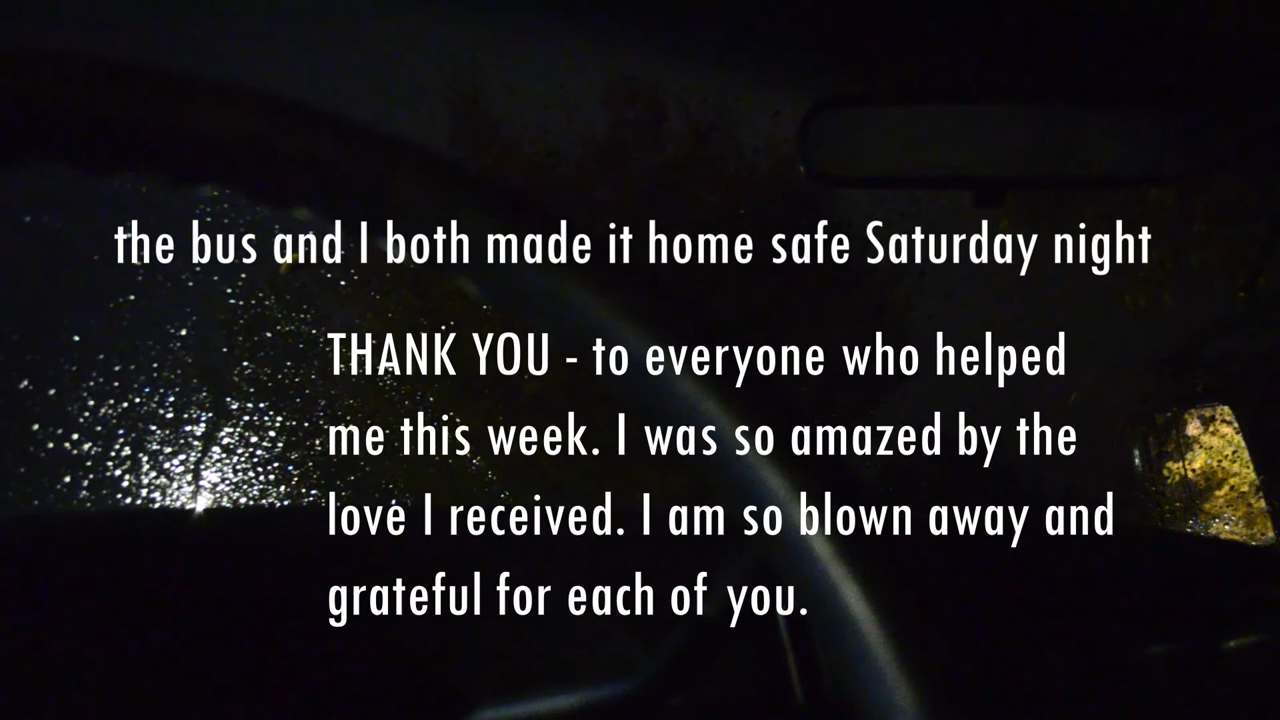 the bus and I both made it home safe Saturday night
THANK YOU - to everyone who helped
me this week. I was so amazed by the
love I received. I am so blown away and
grateful for each of you.